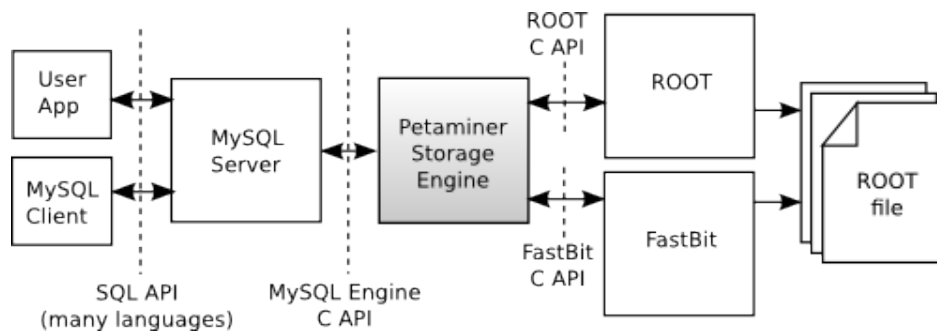 User
App
MySQL
Client
SQL API
(many languages)
MySQL
Server
MySQL Engine
C API
Petaminer
Storage
Engine
ROOT
C API
FastBit
C API
ROOT
FastBit
ROOT
file